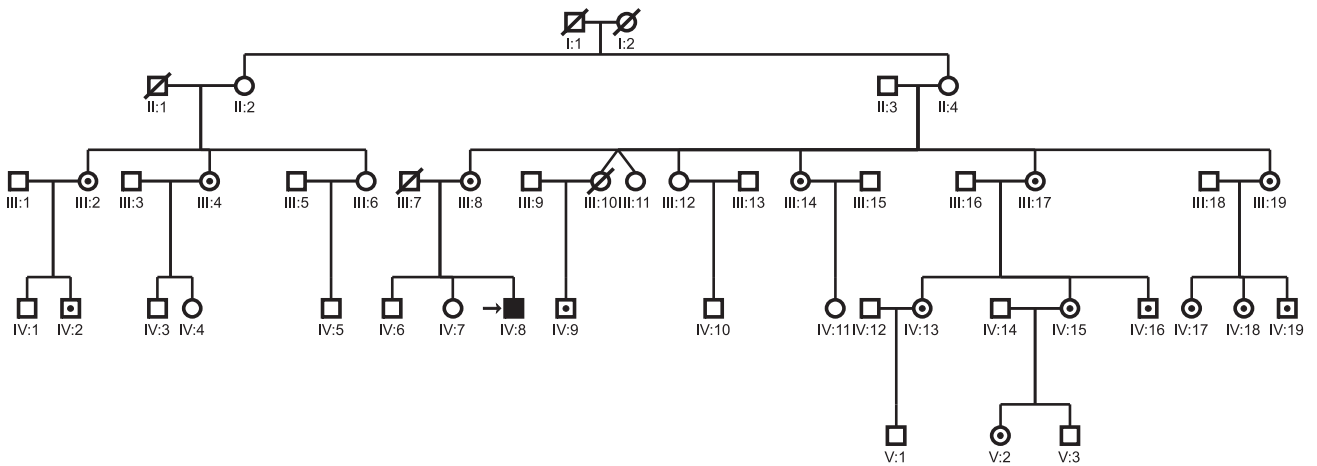 I:1 I:2
II:1 II:2 II:3 II:4
III:1 III:2 III:3 III:4 III:5 III:6 III:7 III:8 III:9 III:10 III:11 III:12 III:13 III:14 III:15 III:16 III:17 III:18 III:19
IV:1 IV:2 IV:3 IV:4 IV:5 IV:6 IV:7 IV:8 IV:9 IV:10 IV:11 IV:12 IV:13 IV:14 IV:15 IV:16 IV:17 IV:18 IV:19
V:1 V:2 V:3